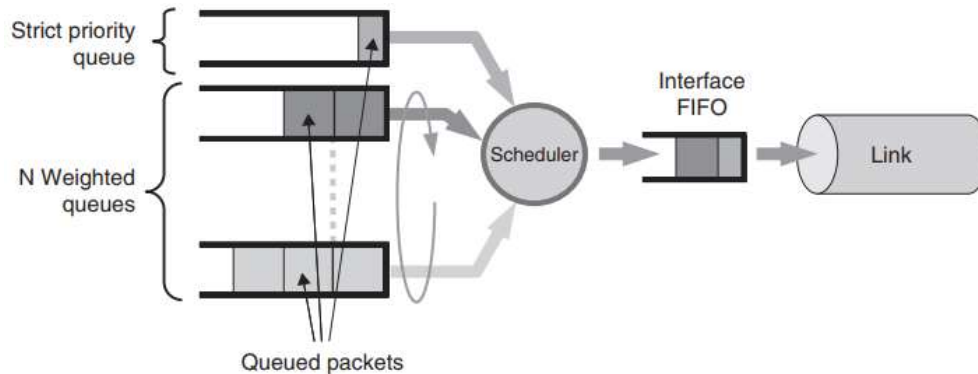 Strict priority
queue
N Weighted
queues
Scheduler
Interface
FIFO
Link
Queued packets